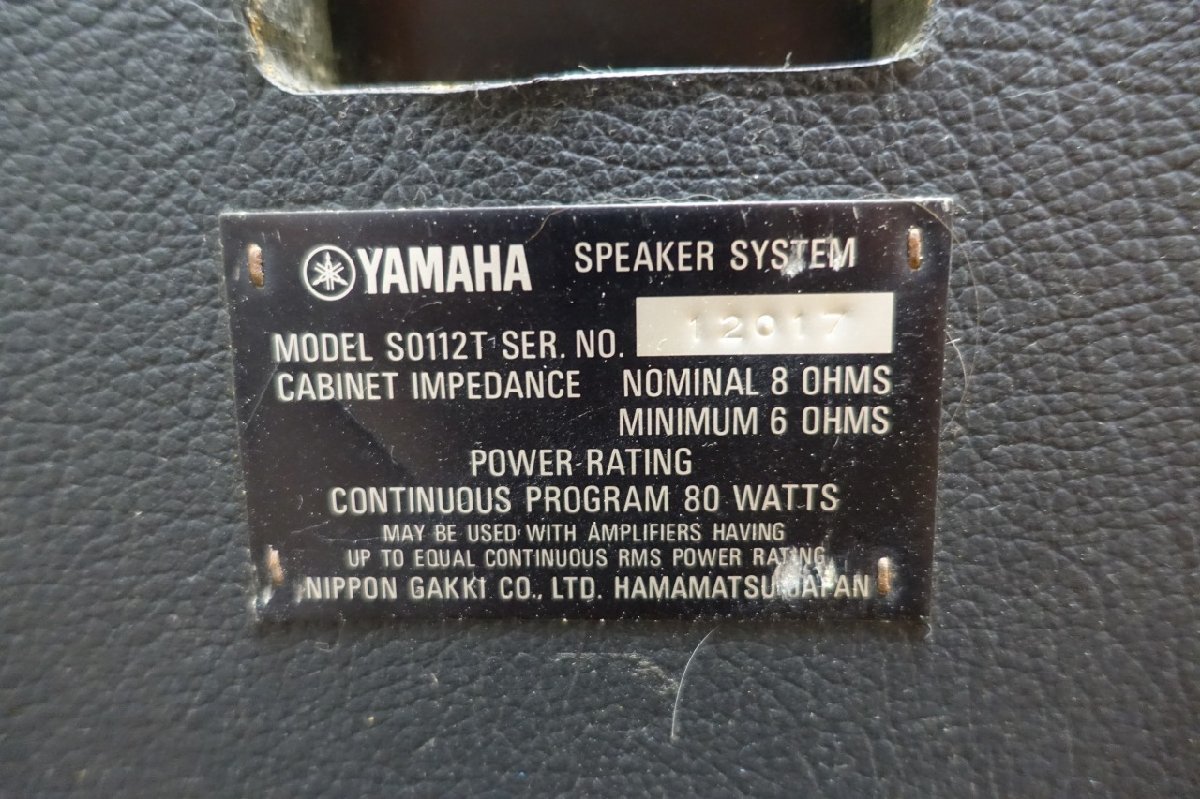 YAMAHA SPEAKER SYSTEM
MODEL S0112T SER. NO. 12017
CABINET IMPEDANCE NOMINAL 8 OHMS
MINIMUM 6 OHMS
POWER RATING
CONTINUOUS PROGRAM 80 WATTS
MAY BE USED WITH AMPLIFIERS HAVING
UP TO EQUAL CONTINUOUS RMS POWER RATING
NIPPON GAKKI CO., LTD. HAMAMATSU JAPAN